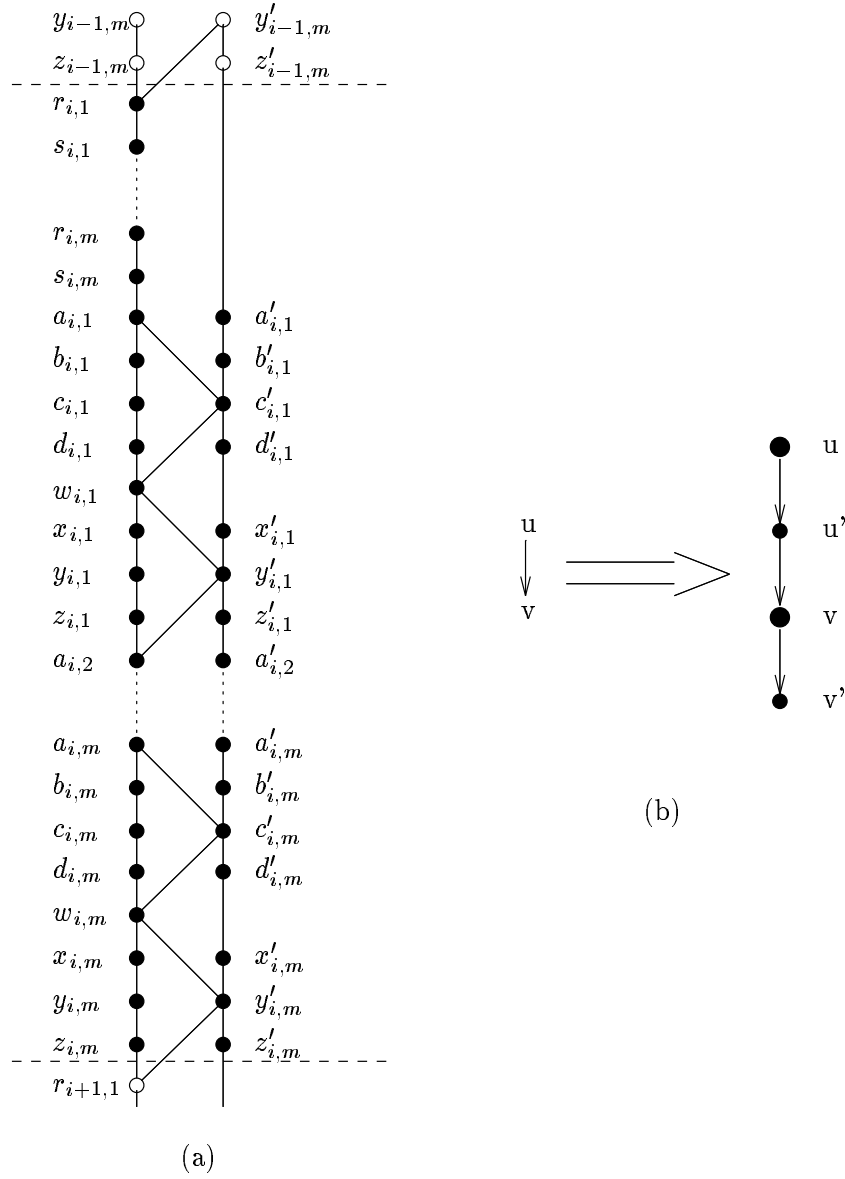 y_{i−1,m} y′_{i−1,m}
z_{i−1,m} z′_{i−1,m}
r_{i,1}
s_{i,1}
r_{i,m}
s_{i,m}
a_{i,1} a′_{i,1}
b_{i,1} b′_{i,1}
c_{i,1} c′_{i,1}
d_{i,1} d′_{i,1}
w_{i,1}
x_{i,1} x′_{i,1}
y_{i,1} y′_{i,1}
z_{i,1} z′_{i,1}
a_{i,2} a′_{i,2}
a_{i,m} a′_{i,m}
b_{i,m} b′_{i,m}
c_{i,m} c′_{i,m}
d_{i,m} d′_{i,m}
w_{i,m}
x_{i,m} x′_{i,m}
y_{i,m} y′_{i,m}
z_{i,m} z′_{i,m}
r_{i+1,1}
(a)
u
v
u
u'
v
v'
(b)